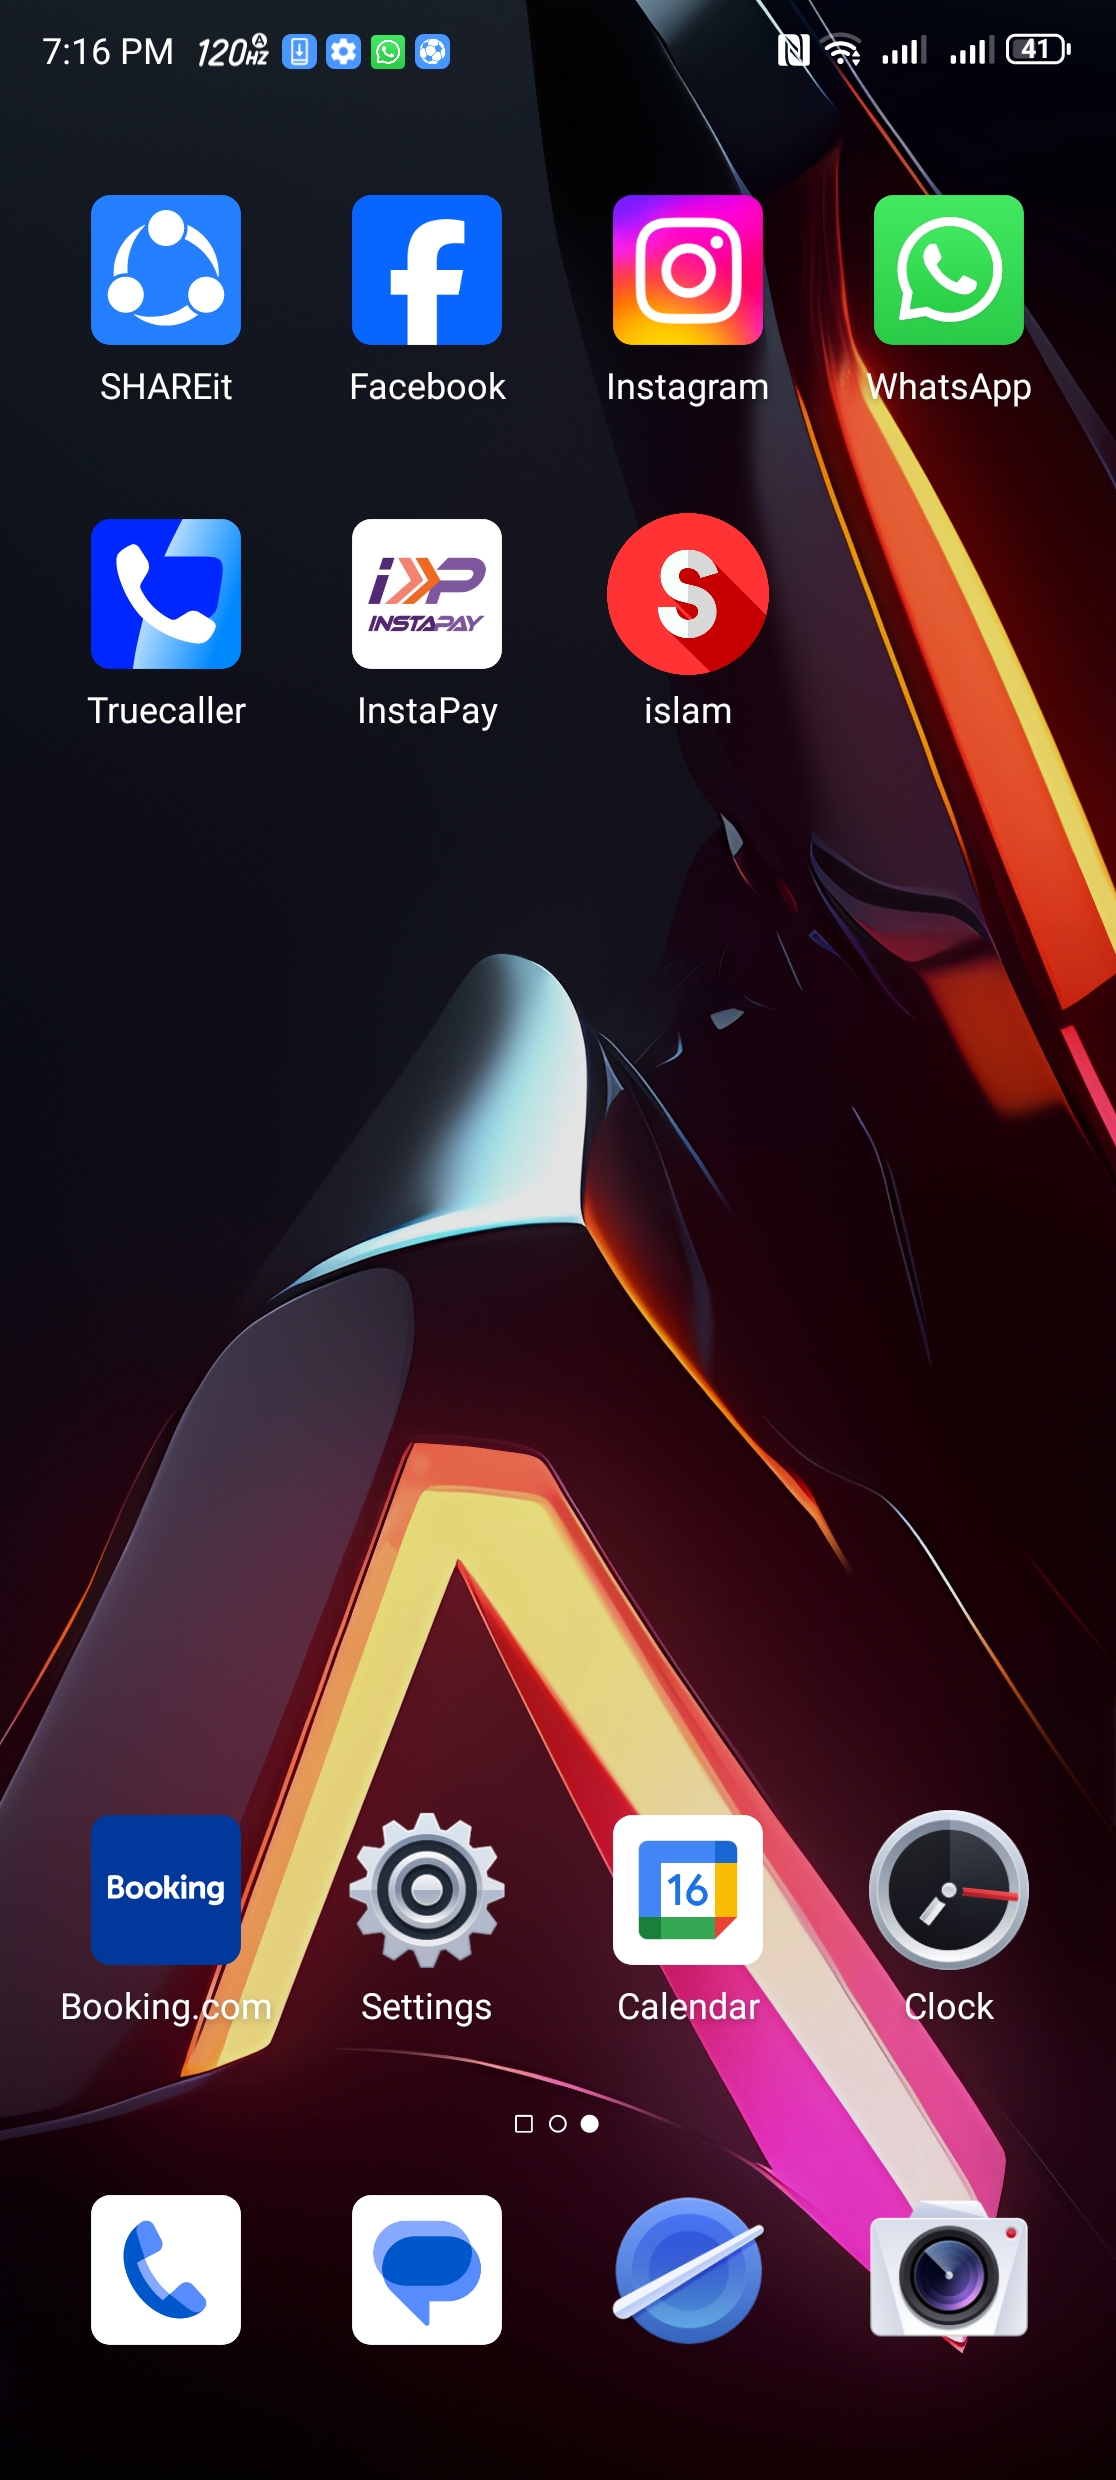 7:16 PM 120Hz A 41
SHAREit Facebook Instagram WhatsApp
iP
INSTAPAY
S
Truecaller InstaPay islam
Booking 16
Booking.com Settings Calendar Clock